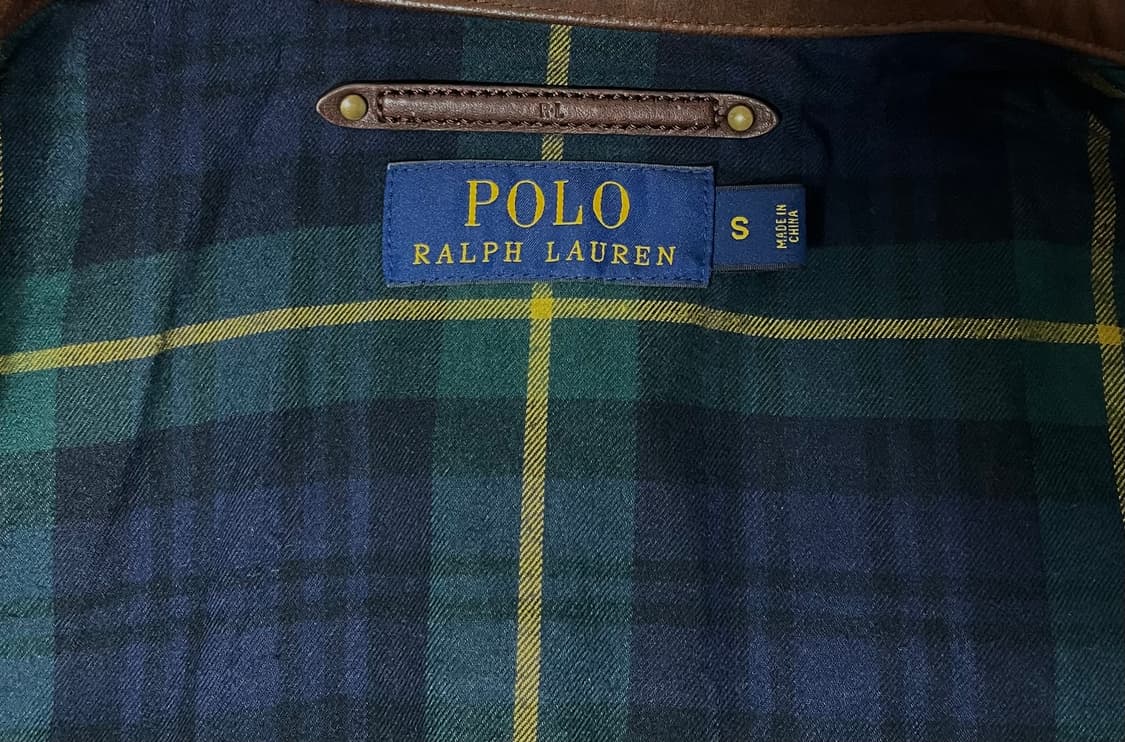 RL
POLO
RALPH LAUREN
S
MADE IN
CHINA